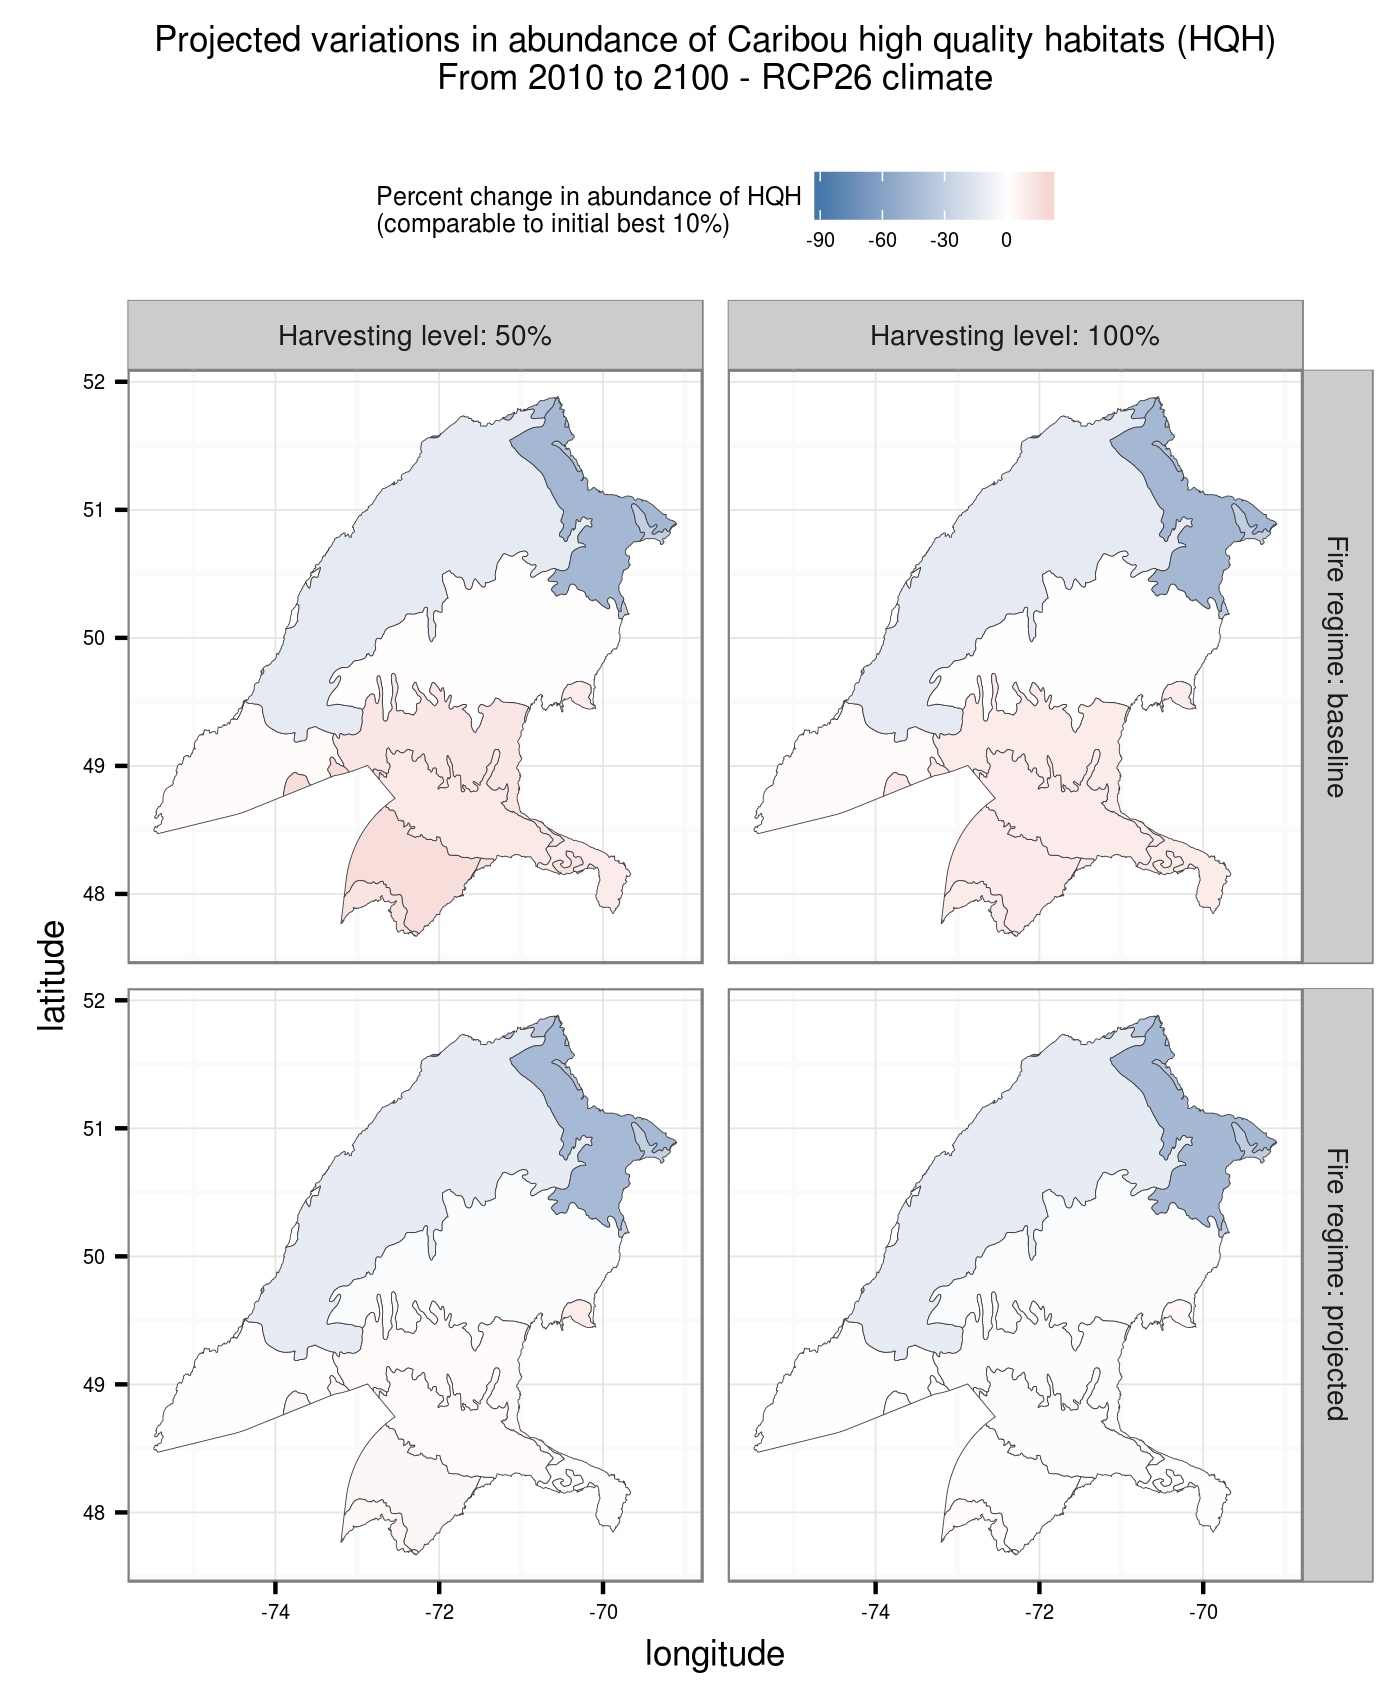 Projected variations in abundance of Caribou high quality habitats (HQH)
From 2010 to 2100 - RCP26 climate
Percent change in abundance of HQH
(comparable to initial best 10%)
-90 -60 -30 0
Harvesting level: 50%
Harvesting level: 100%
52
51
50
49
48
Fire regime: baseline
latitude
52
51
50
49
48
Fire regime: projected
-74 -72 -70
-74 -72 -70
longitude